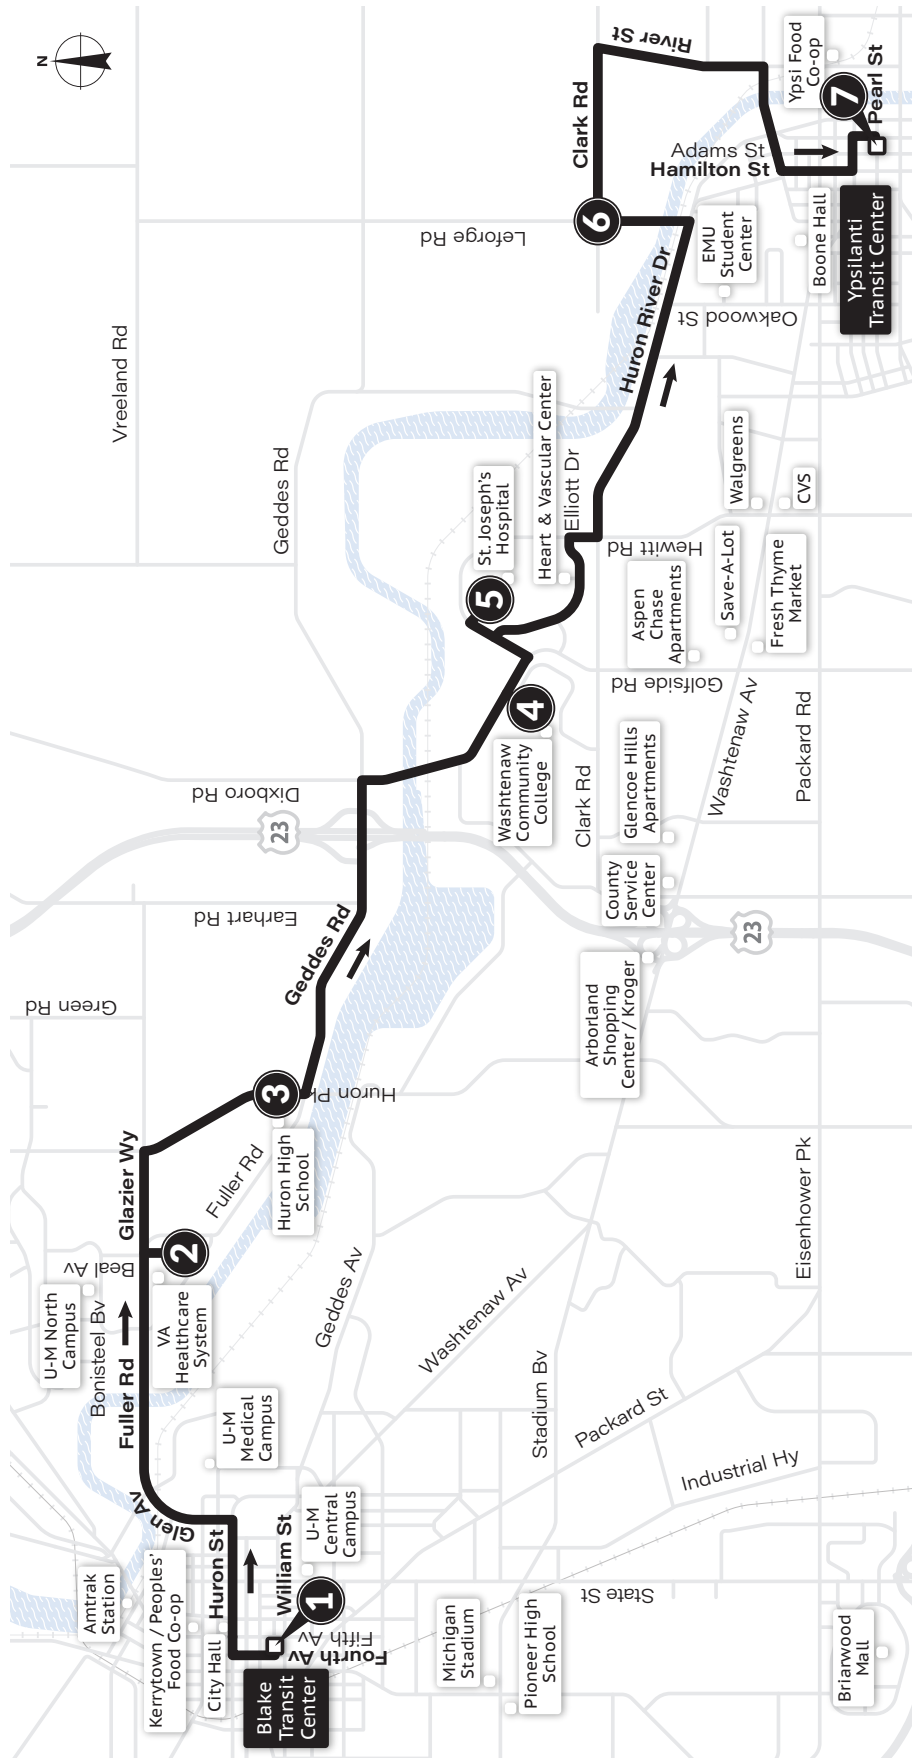 N
Amtrak
Station
Kerrytown / Peoples'
Food Co-op
City Hall
Blake
Transit
Center
Fourth Av
Fifth Av
1
William St
Huron St
Glen Av
U-M
Central
Campus
U-M
Medical
Campus
Michigan
Stadium
Pioneer High
School
Briarwood
Mall
State St
Industrial Hy
Packard St
Stadium Bv
Washtenaw Av
Geddes Av
Eisenhower Pk
U-M North
Campus
Bonisteel Bv
Beal Av
Fuller Rd
VA
Healthcare
System
2
Glazier Wy
Fuller Rd
Huron High
School
3
Huron Pk
Green Rd
Earhart Rd
Geddes Rd
Arborland
Shopping
Center / Kroger
23
County
Service
Center
Glencoe Hills
Apartments
23
Dixboro Rd
Washtenaw
Community
College
4
Clark Rd
Golfside Rd
Washtenaw Av
Packard Rd
Aspen
Chase
Apartments
Save-A-Lot
Fresh Thyme
Market
5
St. Joseph's
Hospital
Heart & Vascular Center
Elliott Dr
Hewitt Rd
Walgreens
CVS
Geddes Rd
Vreeland Rd
Huron River Dr
Leforge Rd
6
Clark Rd
River St
EMU
Student
Center
Oakwood St
Adams St
Hamilton St
Boone Hall
Ypsilanti
Transit Center
Ypsi Food
Co-op
7
Pearl St